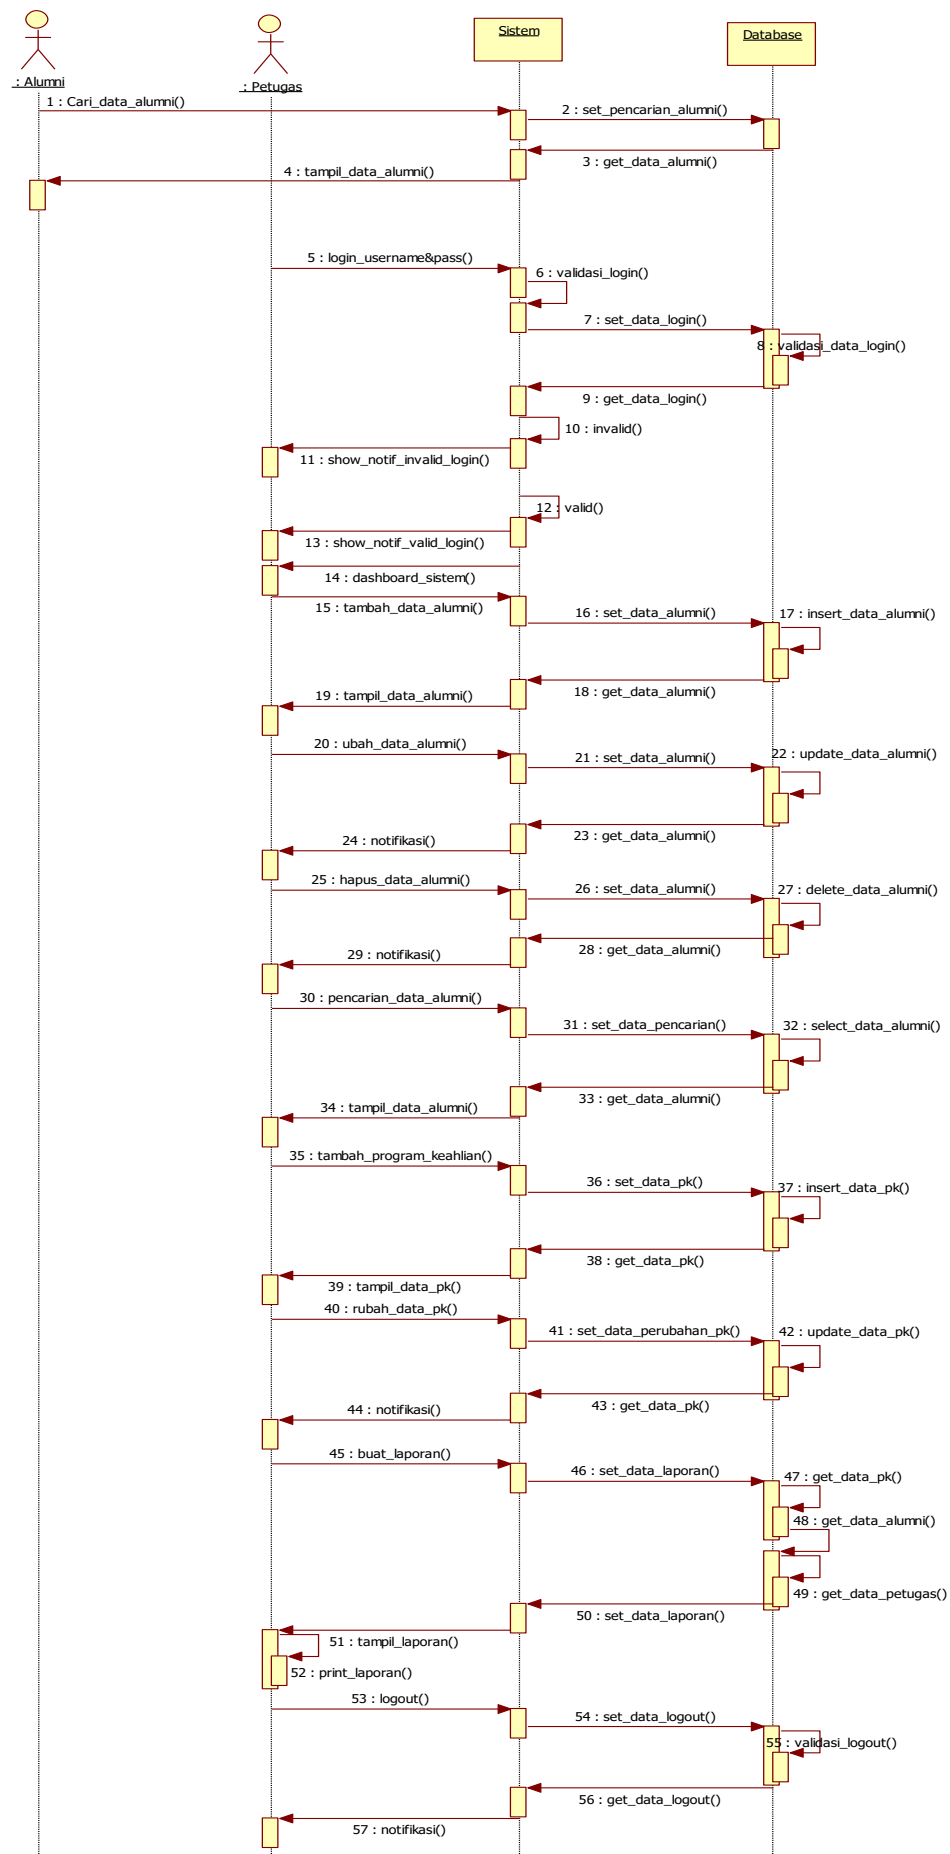 Sistem
Database
: Alumni
: Petugas
1 : Cari_data_alumni()
2 : set_pencarian_alumni()
3 : get_data_alumni()
4 : tampil_data_alumni()
5 : login_username&pass()
6 : validasi_login()
7 : set_data_login()
8 : validasi_data_login()
9 : get_data_login()
10 : invalid()
11 : show_notif_invalid_login()
12 : valid()
13 : show_notif_valid_login()
14 : dashboard_sistem()
15 : tambah_data_alumni()
16 : set_data_alumni()
17 : insert_data_alumni()
18 : get_data_alumni()
19 : tampil_data_alumni()
20 : ubah_data_alumni()
21 : set_data_alumni()
22 : update_data_alumni()
23 : get_data_alumni()
24 : notifikasi()
25 : hapus_data_alumni()
26 : set_data_alumni()
27 : delete_data_alumni()
28 : get_data_alumni()
29 : notifikasi()
30 : pencarian_data_alumni()
31 : set_data_pencarian()
32 : select_data_alumni()
33 : get_data_alumni()
34 : tampil_data_alumni()
35 : tambah_program_keahlian()
36 : set_data_pk()
37 : insert_data_pk()
38 : get_data_pk()
39 : tampil_data_pk()
40 : rubah_data_pk()
41 : set_data_perubahan_pk()
42 : update_data_pk()
43 : get_data_pk()
44 : notifikasi()
45 : buat_laporan()
46 : set_data_laporan()
47 : get_data_pk()
48 : get_data_alumni()
49 : get_data_petugas()
50 : set_data_laporan()
51 : tampil_laporan()
52 : print_laporan()
53 : logout()
54 : set_data_logout()
55 : validasi_logout()
56 : get_data_logout()
57 : notifikasi()